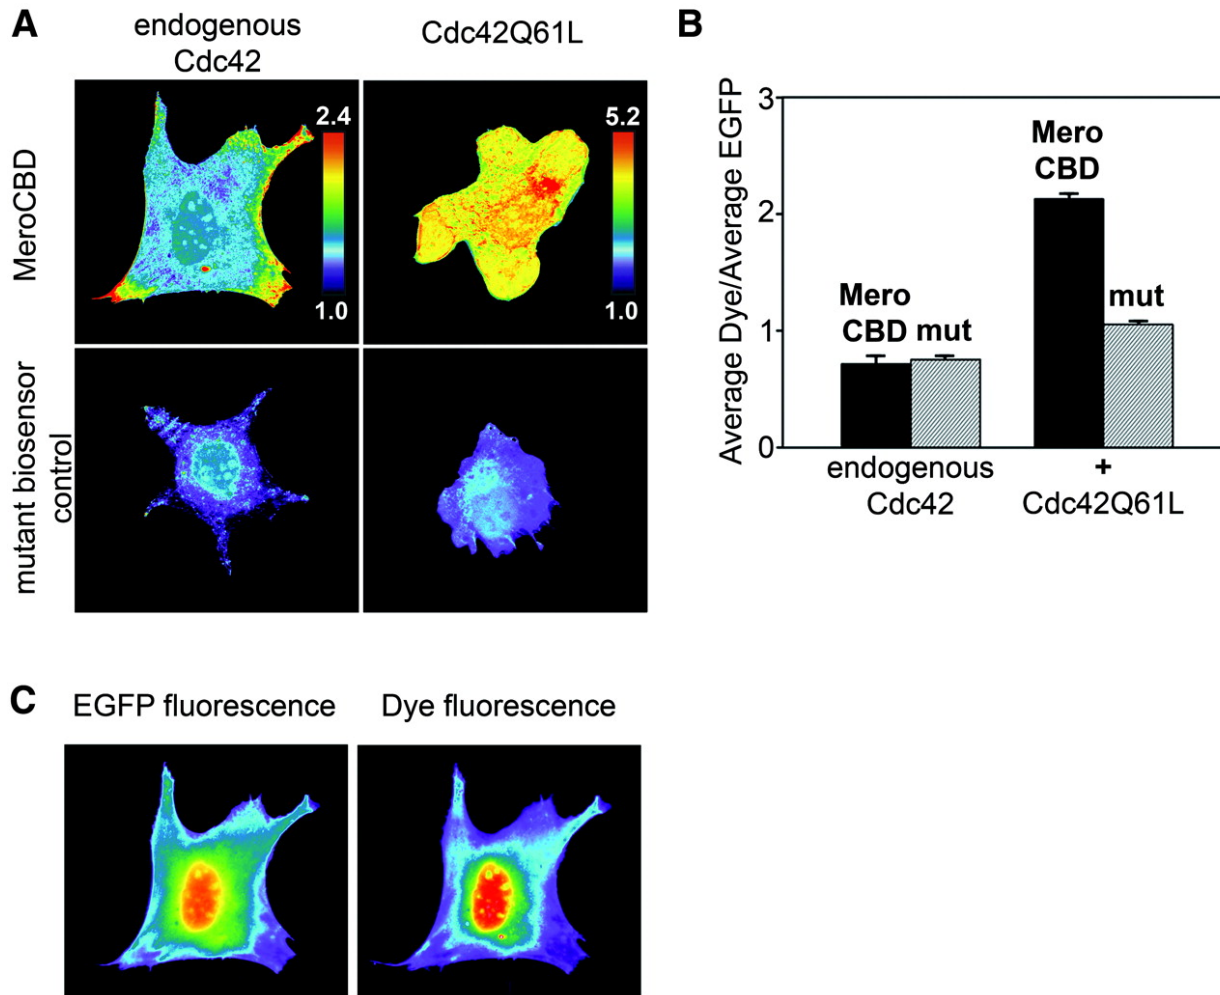 A
endogenous
Cdc42
Cdc42Q61L
MeroCBD
2.4
1.0
5.2
1.0
mutant biosensor
control
B
Average Dye/Average EGFP
3
2
1
0
Mero
CBD
mut
Mero
CBD
mut
endogenous
Cdc42
+
Cdc42Q61L
C
EGFP fluorescence
Dye fluorescence